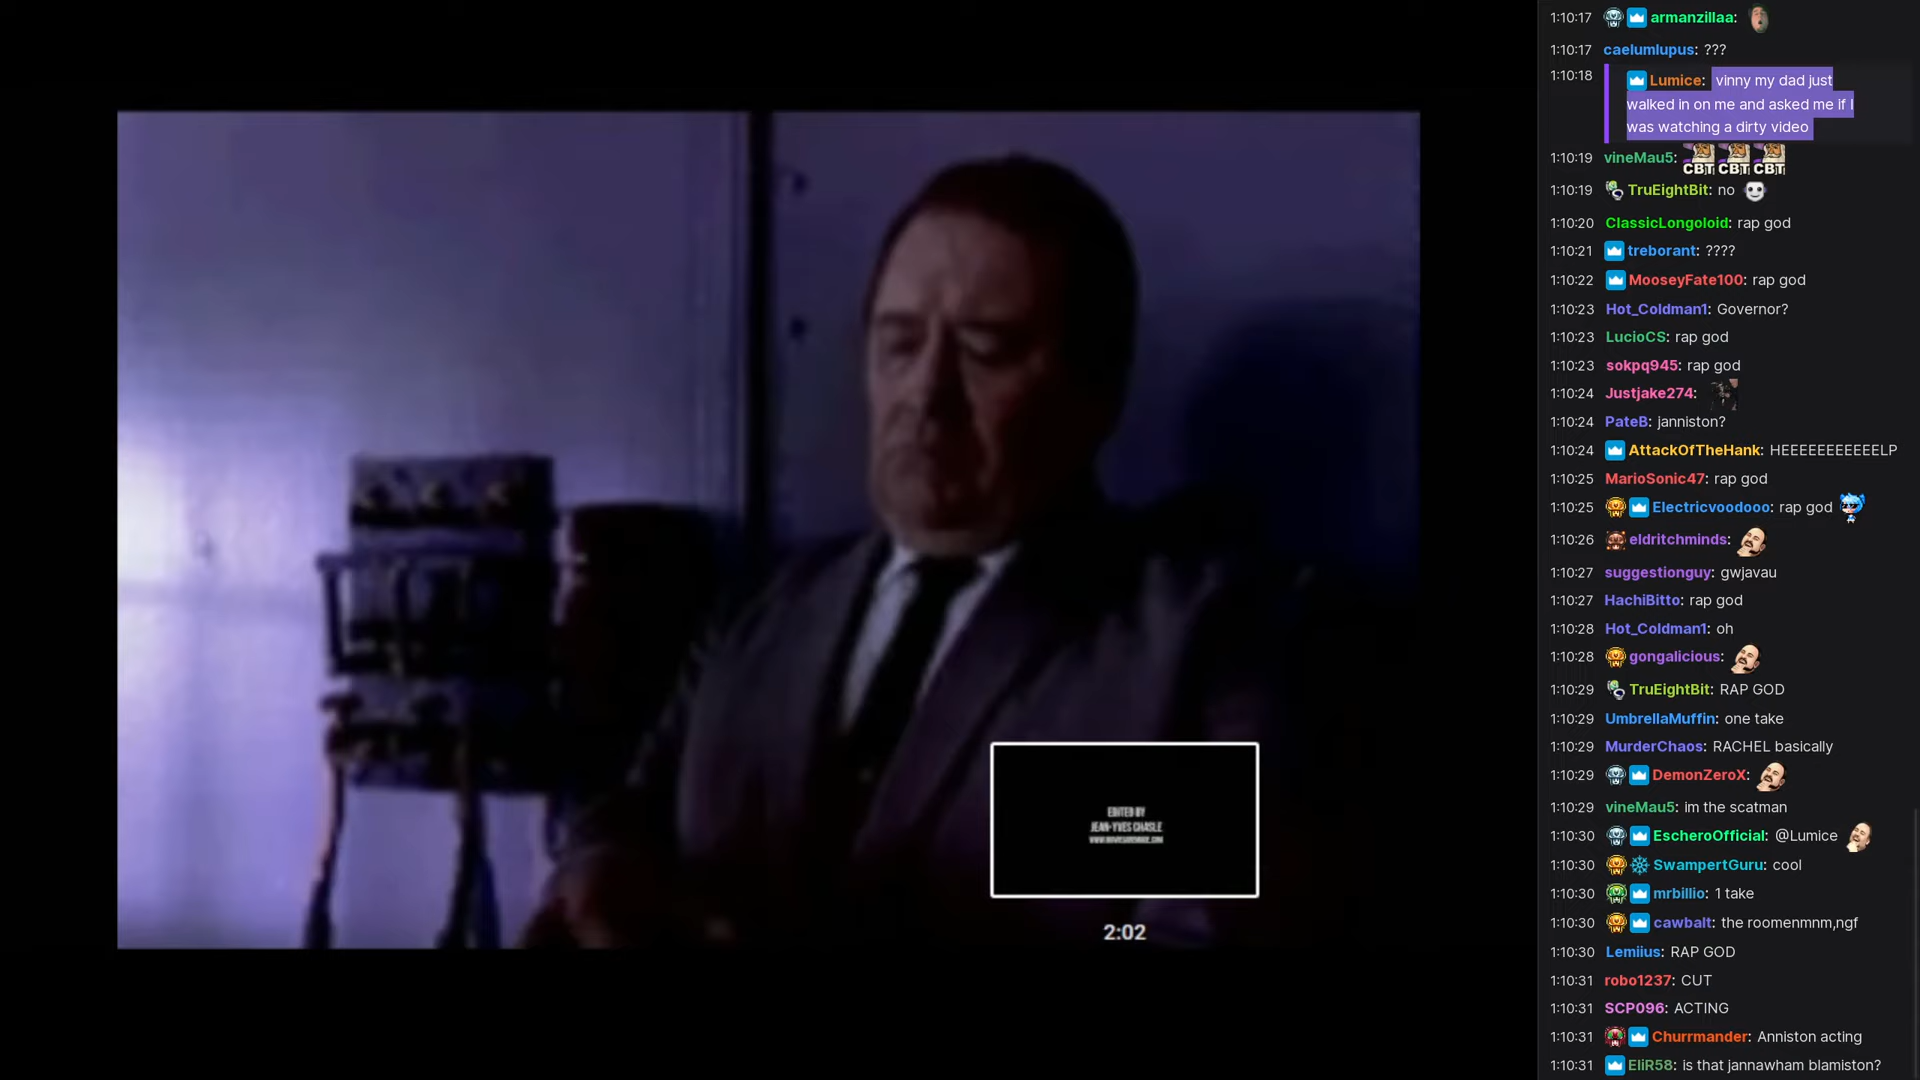 EDITED BY
JEAN-YVES CHASLE
2:02
1:10:17 armanzillaa:
1:10:17 caelumlupus: ???
1:10:18 Lumice: vinny my dad just
walked in on me and asked me if I
was watching a dirty video
1:10:19 vineMau5: CBT CBT CBT
1:10:19 TruEightBit: no
1:10:20 ClassicLongoloid: rap god
1:10:21 treborant: ????
1:10:22 MooseyFate100: rap god
1:10:23 Hot_Coldman1: Governor?
1:10:23 LucioCS: rap god
1:10:23 sokpq945: rap god
1:10:24 Justjake274:
1:10:24 PateB: janniston?
1:10:24 AttackOfTheHank: HEEEEEEEEEEELP
1:10:25 MarioSonic47: rap god
1:10:25 Electricvoodooo: rap god
1:10:26 eldritchminds:
1:10:27 suggestionguy: gwjavau
1:10:27 HachiBitto: rap god
1:10:28 Hot_Coldman1: oh
1:10:28 gongalicious:
1:10:29 TruEightBit: RAP GOD
1:10:29 UmbrellaMuffin: one take
1:10:29 MurderChaos: RACHEL basically
1:10:29 DemonZeroX:
1:10:29 vineMau5: im the scatman
1:10:30 EscheroOfficial: @Lumice
1:10:30 SwampertGuru: cool
1:10:30 mrbillio: 1 take
1:10:30 cawbalt: the roomenmnm,ngf
1:10:30 Lemiius: RAP GOD
1:10:31 robo1237: CUT
1:10:31 SCP096: ACTING
1:10:31 Churrmander: Anniston acting
1:10:31 EliR58: is that jannawham blamiston?